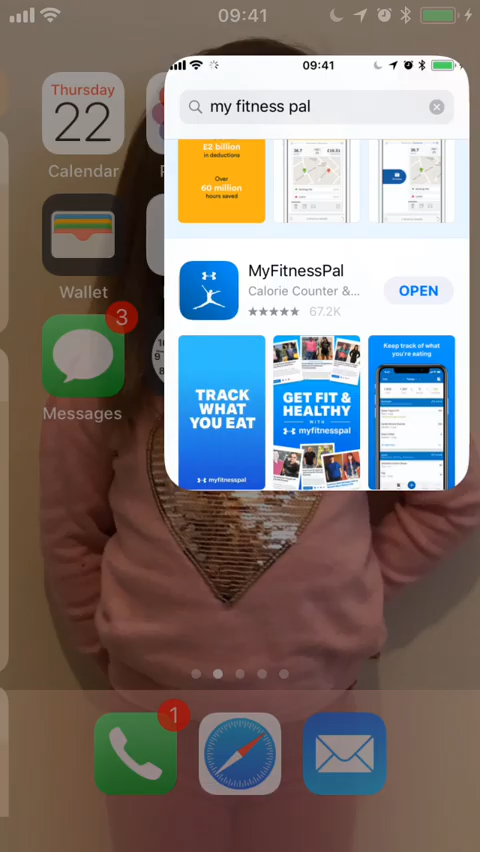 09:41
Thursday
22
Calendar
Wallet
3
Messages
09:41
my fitness pal
£2 billion
in deductions
Over
60 million
hours saved
MyFitnessPal
Calorie Counter &...
67.2K
OPEN
TRACK
WHAT
YOU EAT
myfitnesspal
GET FIT &
HEALTHY
WITH
myfitnesspal
Keep track of what
you're eating
1